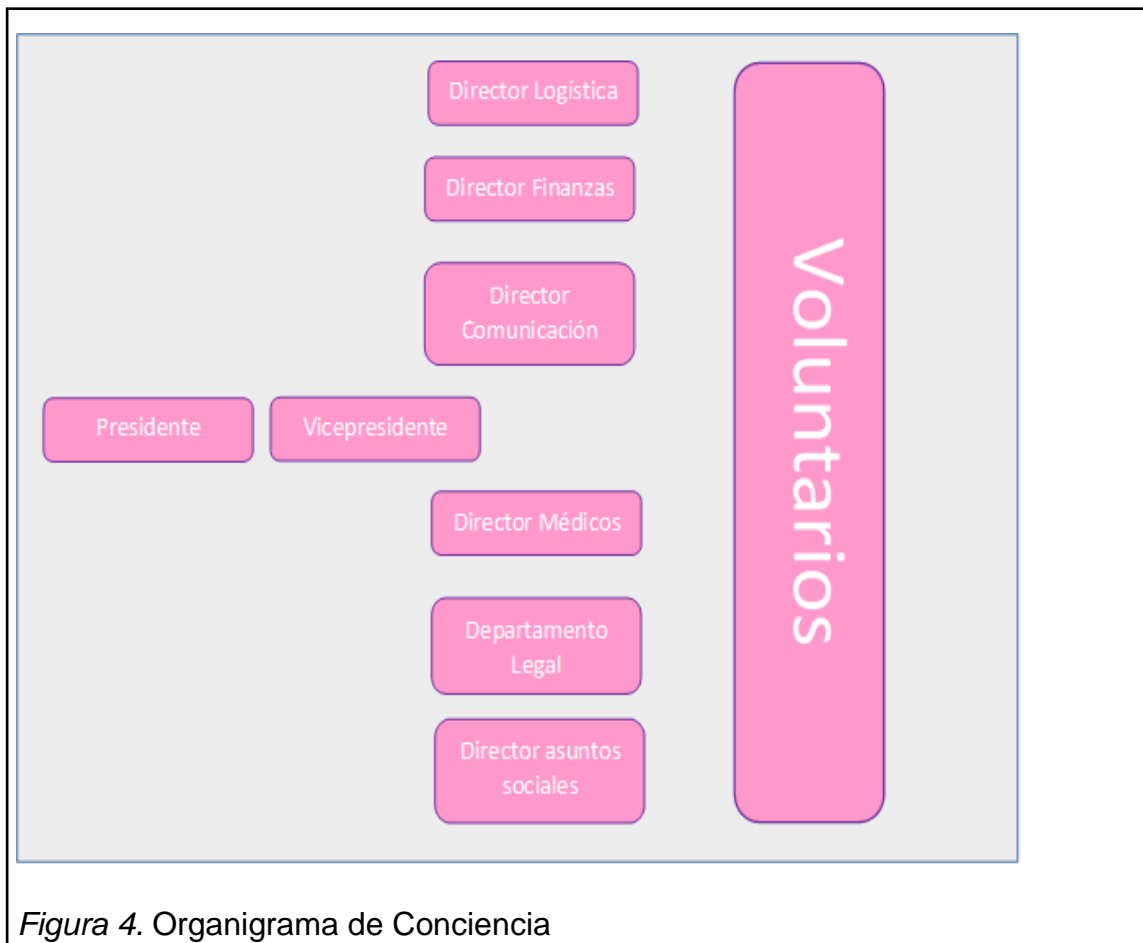 Director Logística
Director Finanzas
Director
Comunicación
Presidente
Vicepresidente
Director Médicos
Departamento
Legal
Director asuntos
sociales
Voluntarios
Figura 4. Organigrama de Conciencia